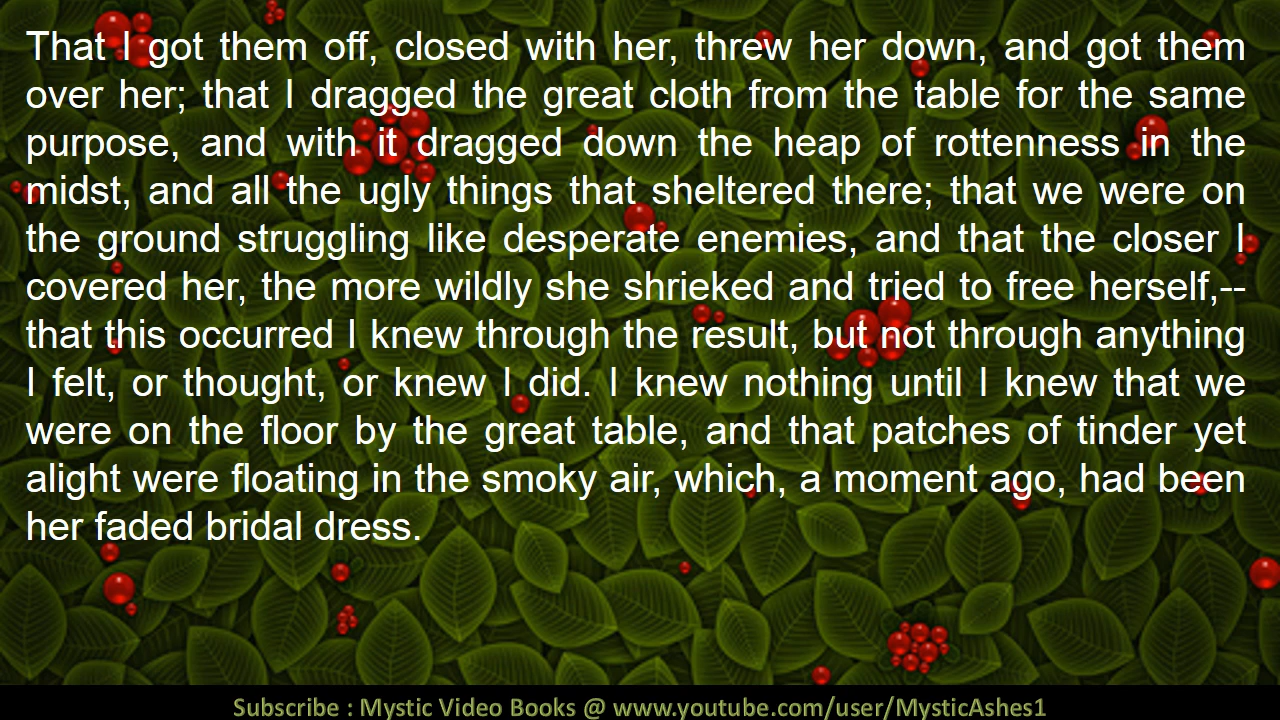 That I got them off, closed with her, threw her down, and got them
over her; that I dragged the great cloth from the table for the same
purpose, and with it dragged down the heap of rottenness in the
midst, and all the ugly things that sheltered there; that we were on
the ground struggling like desperate enemies, and that the closer I
covered her, the more wildly she shrieked and tried to free herself,--
that this occurred I knew through the result, but not through anything
I felt, or thought, or knew I did. I knew nothing until I knew that we
were on the floor by the great table, and that patches of tinder yet
alight were floating in the smoky air, which, a moment ago, had been
her faded bridal dress.
Subscribe : Mystic Video Books @ www.youtube.com/user/MysticAshes1